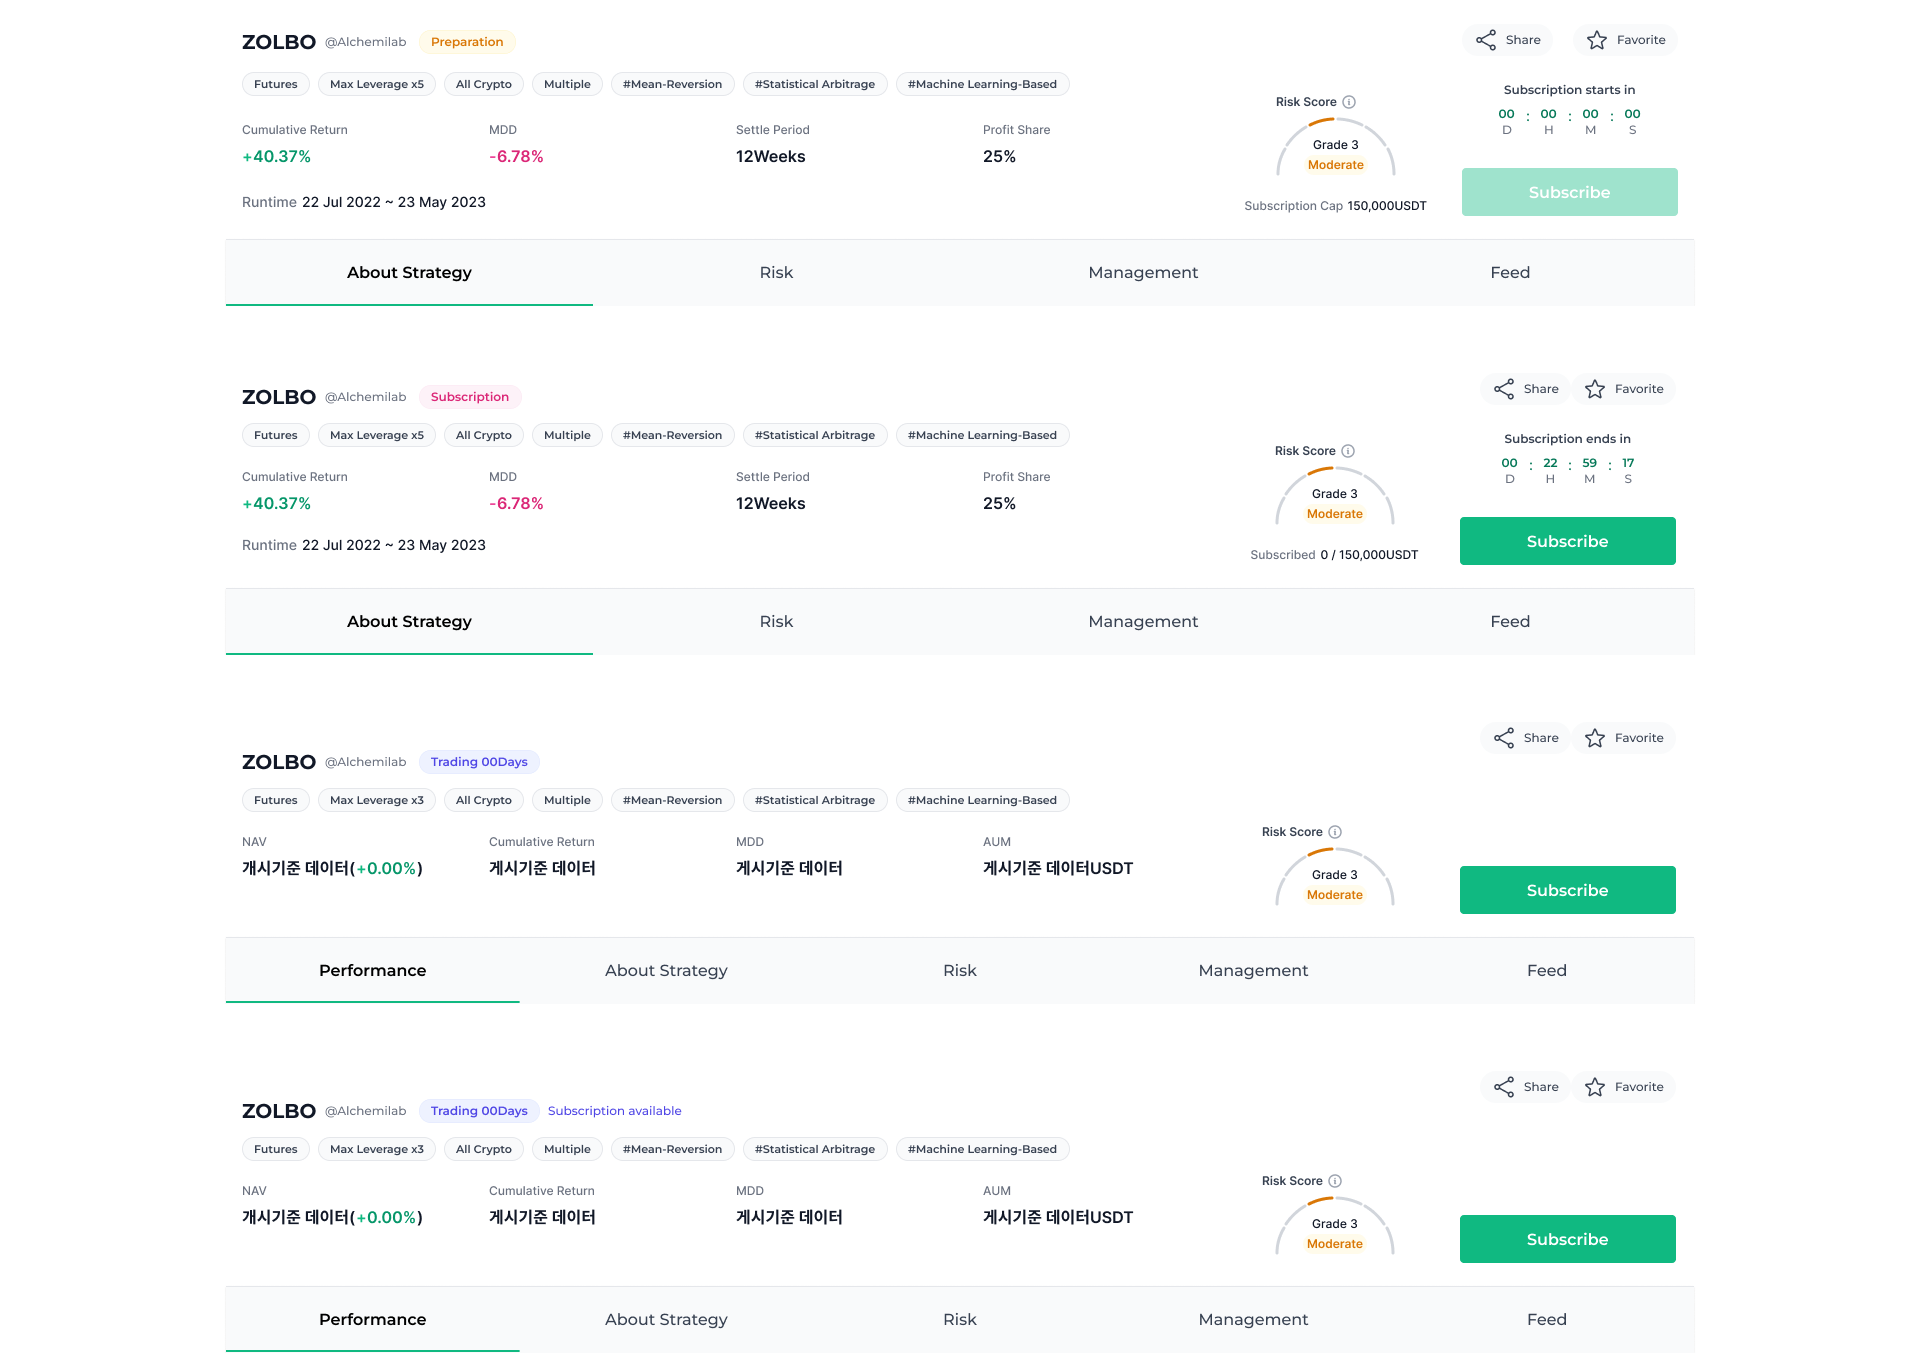 ZOLBO @Alchemilab Preparation Share Favorite
Futures Max Leverage x5 All Crypto Multiple #Mean-Reversion #Statistical Arbitrage #Machine Learning-Based
Subscription starts in
Risk Score
00 : 00 : 00 : 00
D H M S
Cumulative Return MDD Settle Period Profit Share
+40.37% -6.78% 12Weeks 25%
Grade 3
Moderate
Subscribe
Runtime 22 Jul 2022 ~ 23 May 2023
Subscription Cap 150,000USDT
About Strategy Risk Management Feed
ZOLBO @Alchemilab Subscription Share Favorite
Futures Max Leverage x5 All Crypto Multiple #Mean-Reversion #Statistical Arbitrage #Machine Learning-Based
Subscription ends in
Risk Score
00 : 22 : 59 : 17
D H M S
Cumulative Return MDD Settle Period Profit Share
+40.37% -6.78% 12Weeks 25%
Grade 3
Moderate
Subscribe
Runtime 22 Jul 2022 ~ 23 May 2023
Subscribed 0 / 150,000USDT
About Strategy Risk Management Feed
Share Favorite
ZOLBO @Alchemilab Trading 00Days
Futures Max Leverage x3 All Crypto Multiple #Mean-Reversion #Statistical Arbitrage #Machine Learning-Based
Risk Score
NAV Cumulative Return MDD AUM
개시기준 데이터(+0.00%) 게시기준 데이터 게시기준 데이터 게시기준 데이터USDT
Grade 3
Moderate
Subscribe
Performance About Strategy Risk Management Feed
Share Favorite
ZOLBO @Alchemilab Trading 00Days Subscription available
Futures Max Leverage x3 All Crypto Multiple #Mean-Reversion #Statistical Arbitrage #Machine Learning-Based
Risk Score
NAV Cumulative Return MDD AUM
개시기준 데이터(+0.00%) 게시기준 데이터 게시기준 데이터 게시기준 데이터USDT
Grade 3
Moderate
Subscribe
Performance About Strategy Risk Management Feed